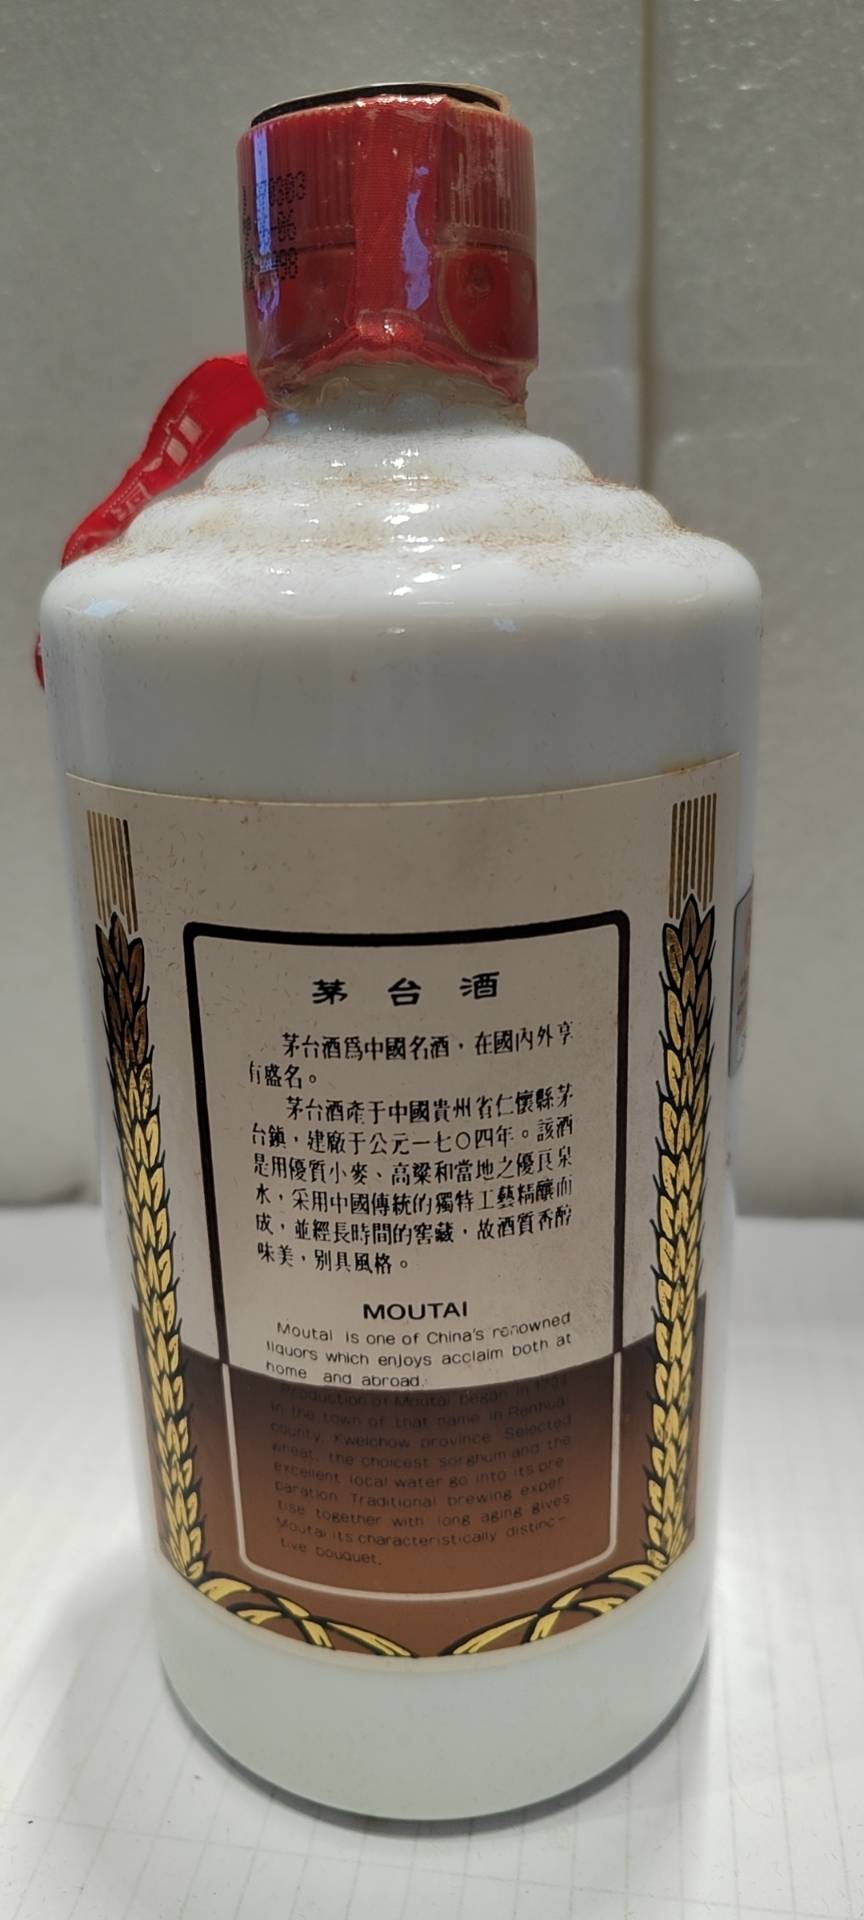 茅台酒
茅台酒爲中國名酒，在國内外享
有盛名。
茅台酒產于中國貴州省仁懷縣茅
台鎮，建廠于公元一七〇四年。該酒
是用優質小麥、高粱和當地之優良泉
水，采用中國傳統的獨特工藝精釀而
成，並經長時間的窖藏，故酒質香醇
味美，别具風格。
MOUTAI
Moutai is one of China's renowned
liquors which enjoys acclaim both at
home and abroad.
Production of Moutai began in 1704
in the town of that name in Renhuai
county, Kweichow province. Selected
wheat, the choicest sorghum and the
excellent local water go into its pre
paration. Traditional brewing exper
tise together with long aging gives
Moutai its characteristically distinc-
tive bouquet.